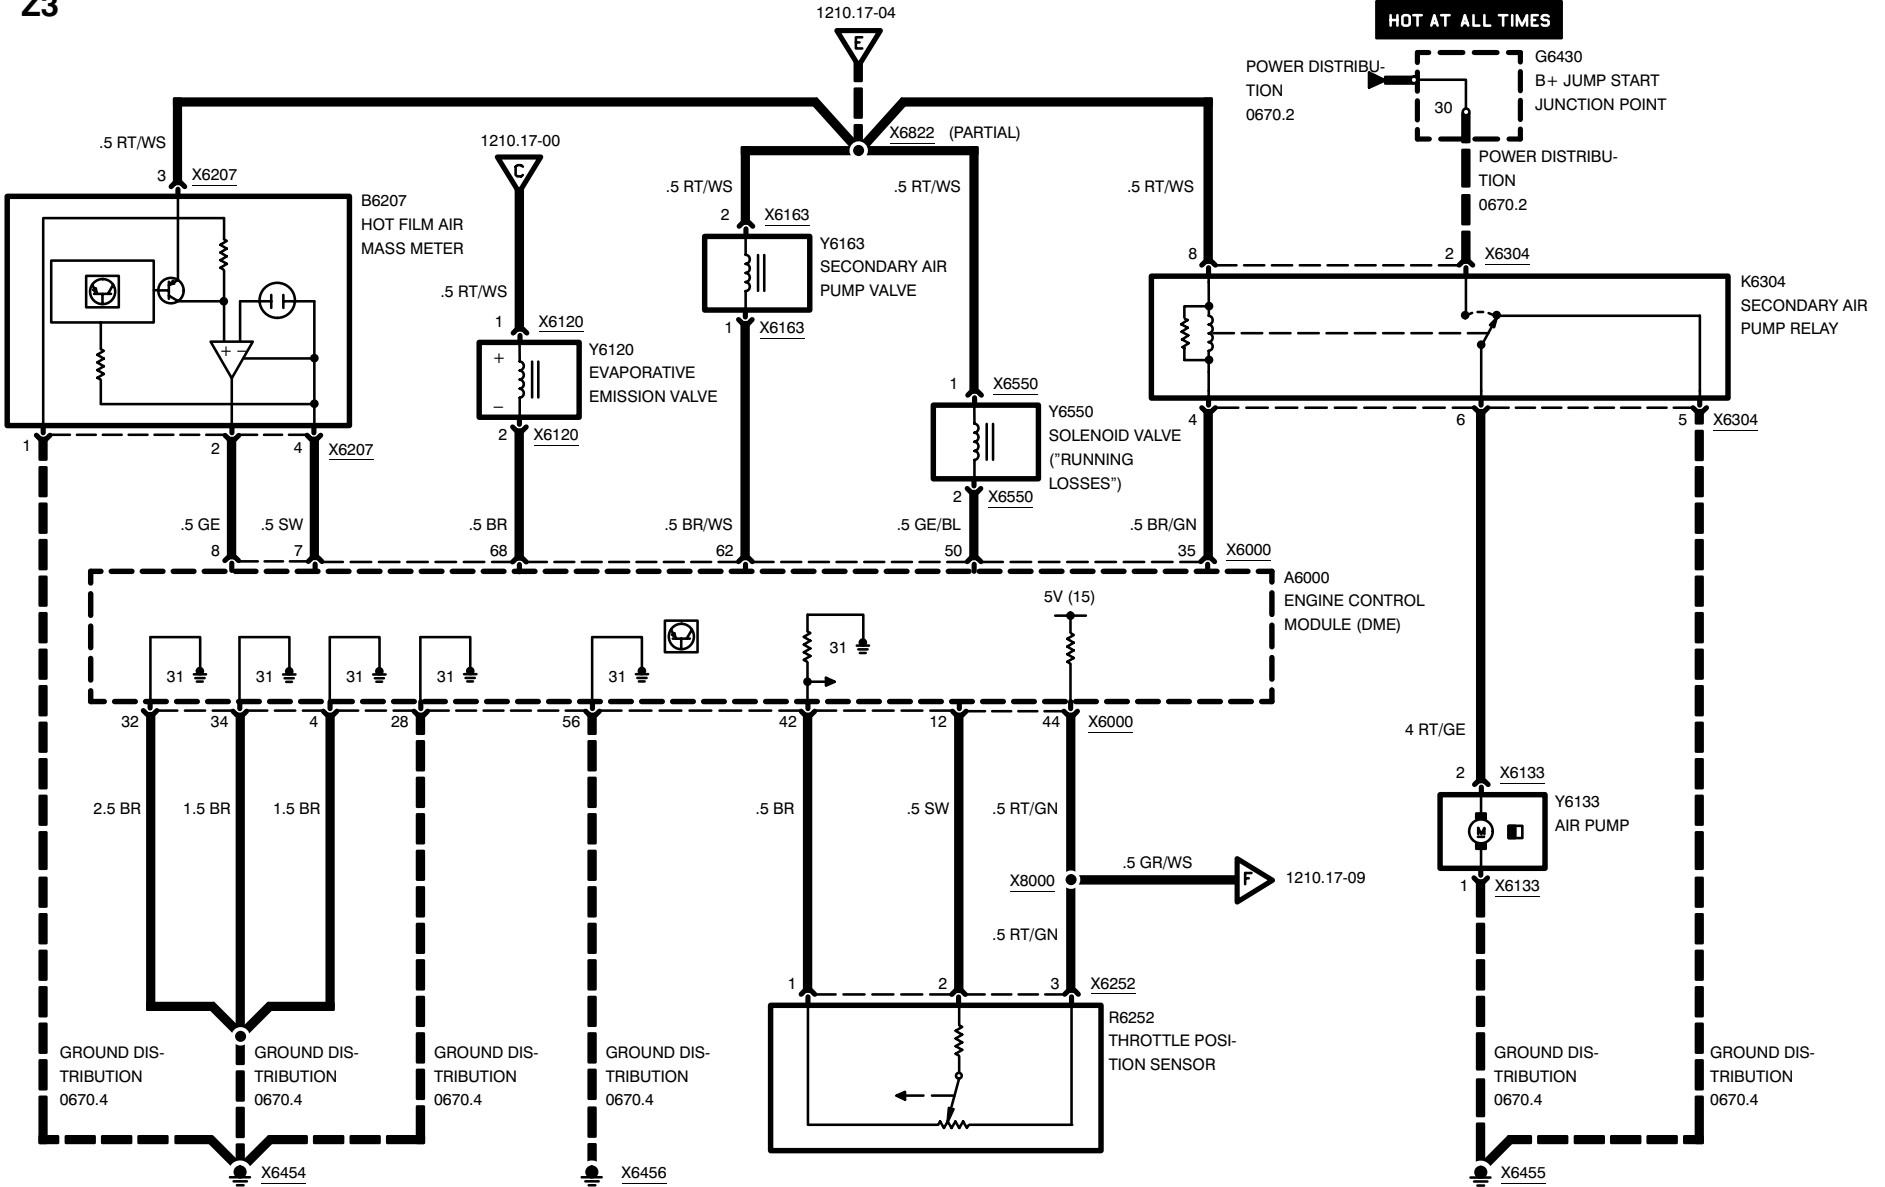 Z3
1210.17-04
E
HOT AT ALL TIMES
POWER DISTRIBU-
TION
0670.2
30
G6430
B+ JUMP START
JUNCTION POINT
POWER DISTRIBU-
TION
0670.2
.5 RT/WS
3
X6207
1210.17-00
C
X6822 (PARTIAL)
.5 RT/WS
.5 RT/WS
.5 RT/WS
B6207
HOT FILM AIR
MASS METER
+ −
2
X6163
Y6163
SECONDARY AIR
PUMP VALVE
1
X6163
8
2
X6304
K6304
SECONDARY AIR
PUMP RELAY
.5 RT/WS
1
X6120
+
−
Y6120
EVAPORATIVE
EMISSION VALVE
2
X6120
1
X6550
Y6550
SOLENOID VALVE
("RUNNING
LOSSES")
2
X6550
4
6
5
X6304
1
2
4
X6207
.5 GE
.5 SW
.5 BR
.5 BR/WS
.5 GE/BL
.5 BR/GN
8
7
68
62
50
35
X6000
A6000
ENGINE CONTROL
MODULE (DME)
5V (15)
31
31
31
31
31
31
32
34
4
28
56
42
12
44
X6000
4 RT/GE
2.5 BR
1.5 BR
1.5 BR
.5 BR
.5 SW
.5 RT/GN
2
X6133
Y6133
AIR PUMP
M
1
X6133
X8000
.5 GR/WS
F
1210.17-09
.5 RT/GN
1
2
3
X6252
R6252
THROTTLE POSI-
TION SENSOR
GROUND DIS-
TRIBUTION
0670.4
GROUND DIS-
TRIBUTION
0670.4
GROUND DIS-
TRIBUTION
0670.4
GROUND DIS-
TRIBUTION
0670.4
GROUND DIS-
TRIBUTION
0670.4
GROUND DIS-
TRIBUTION
0670.4
X6454
X6456
X6455